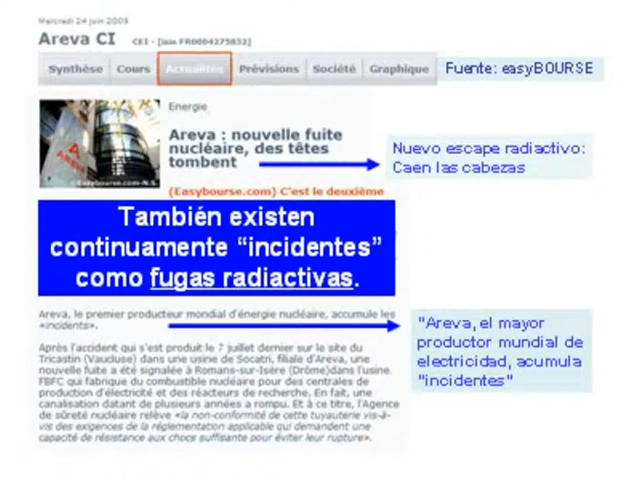 Mercredi 24 juin 2009
Areva CI CEI - [Isin FR0004275832]
Synthèse Cours Actualités Prévisions Société Graphique
Fuente: easyBOURSE
Energie
Areva : nouvelle fuite
nucléaire, des têtes
tombent
Nuevo escape radiactivo:
Caen las cabezas
AREVA
©Easybourse.com-N.S.
(Easybourse.com) C'est le deuxième
También existen
continuamente “incidentes”
como fugas radiactivas.
Areva, le premier producteur mondial d'énergie nucléaire, accumule les
«incidents».
"Areva, el mayor
productor mundial de
electricidad, acumula
"incidentes"
Après l'accident qui s'est produit le 7 juillet dernier sur le site du
Tricastin (Vaucluse) dans une usine de Socatri, filiale d'Areva, une
nouvelle fuite a été signalée à Romans-sur-Isère (Drôme)dans l'usine
FBFC qui fabrique du combustible nucléaire pour des centrales de
production d'électricité et des réacteurs de recherche. En fait, une
canalisation datant de plusieurs années a rompu. Et à ce titre, l'Agence
de sûreté nucléaire relève «la non-conformité de cette tuyauterie vis-à-
vis des exigences de la réglementation applicable qui demandent une
capacité de résistance aux chocs suffisante pour éviter leur rupture».